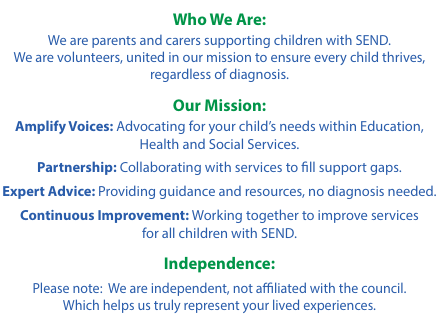 Who We Are:
We are parents and carers supporting children with SEND.
We are volunteers, united in our mission to ensure every child thrives,
regardless of diagnosis.
Our Mission:
Amplify Voices: Advocating for your child's needs within Education,
Health and Social Services.
Partnership: Collaborating with services to fill support gaps.
Expert Advice: Providing guidance and resources, no diagnosis needed.
Continuous Improvement: Working together to improve services
for all children with SEND.
Independence:
Please note:  We are independent, not affiliated with the council.
Which helps us truly represent your lived experiences.